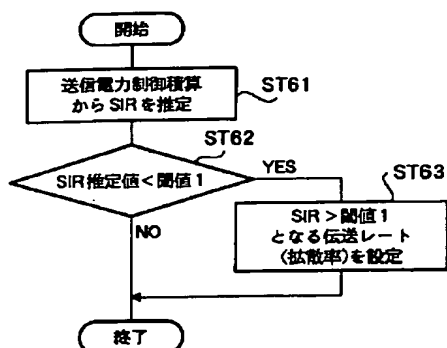 開始
送信電力制御積算
からSIRを推定
ST61
ST62
SIR推定値<閾値1
YES
ST63
NO
SIR>閾値1
となる伝送レート
(拡散率)を設定
終了